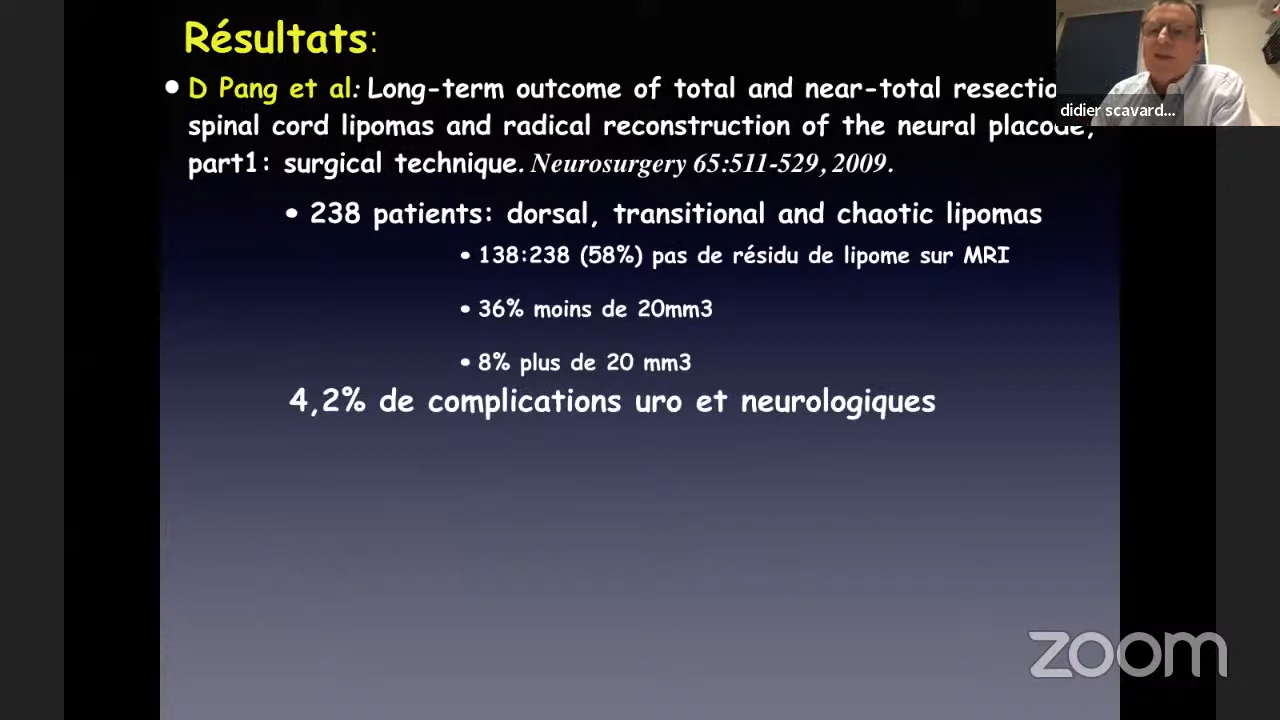 Résultats:
• D Pang et al: Long-term outcome of total and near-total
spinal cord lipomas and radical reconstruction of the neural placode,
part1: surgical technique. Neurosurgery 65:511-529, 2009.
• 238 patients: dorsal, transitional and chaotic lipomas
• 138:238 (58%) pas de résidu de lipome sur MRI
• 36% moins de 20mm3
• 8% plus de 20 mm3
4,2% de complications uro et neurologiques
didier scavard...
zoom